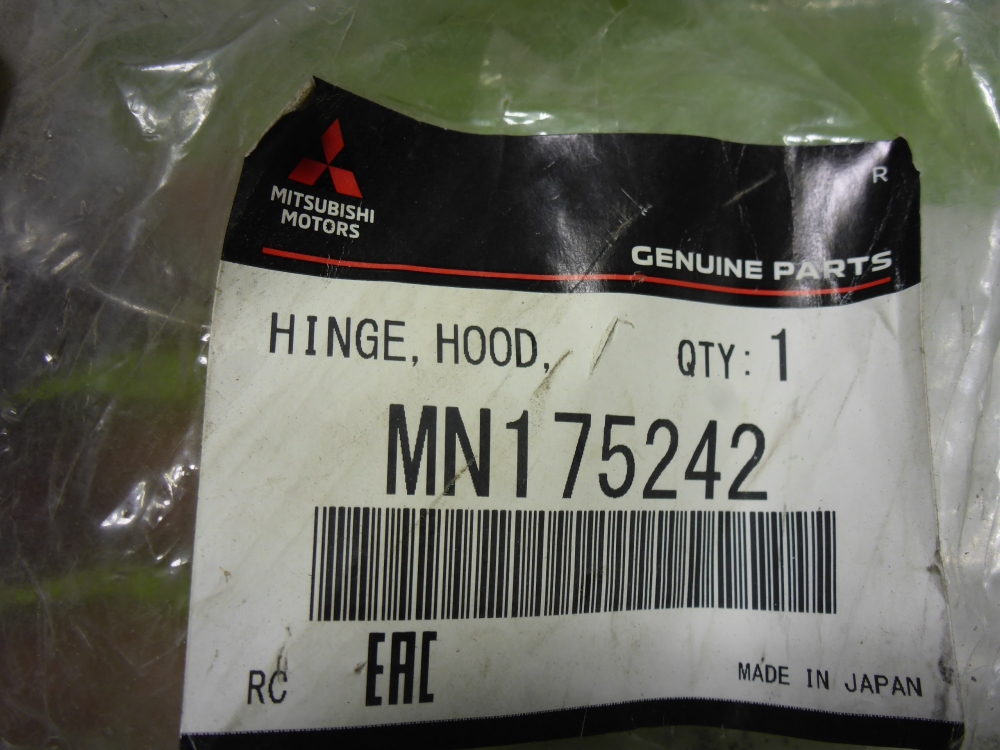 MITSUBISHI
MOTORS
R
GENUINE PARTS
HINGE, HOOD, QTY: 1
MN175242
RC EAC MADE IN JAPAN